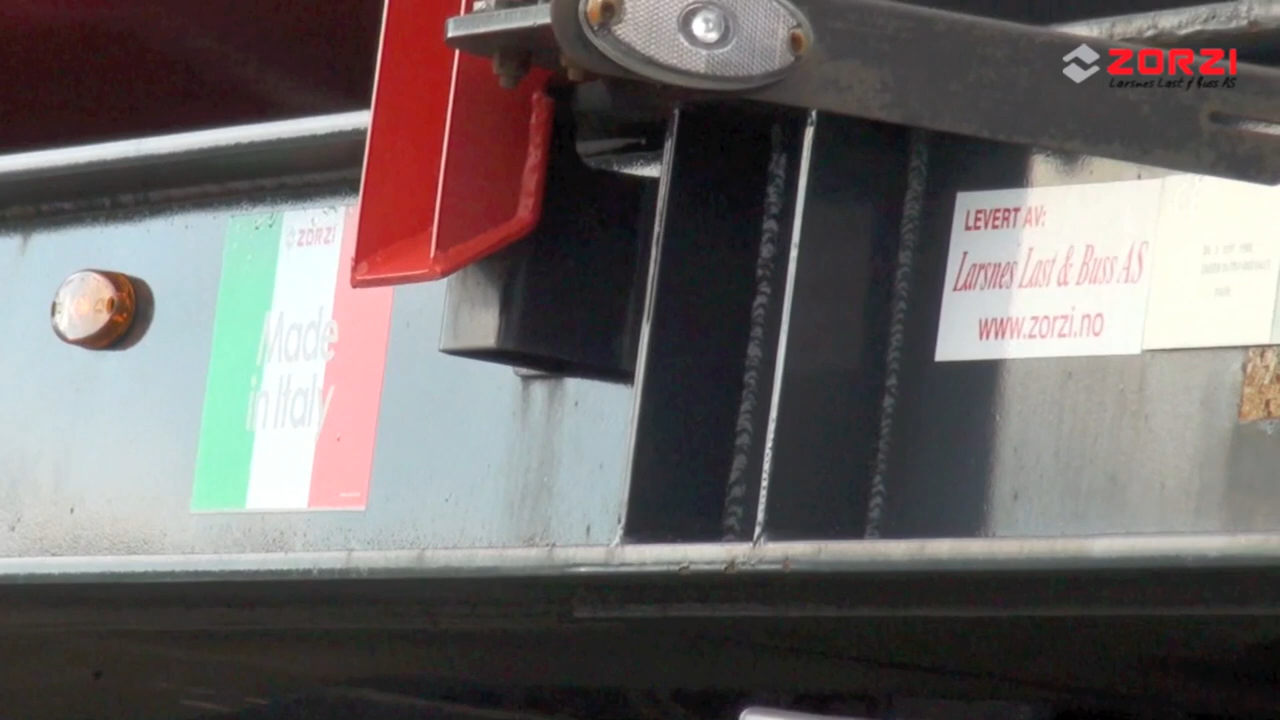 ZORZI
Larsnes Last & Buss AS
ZORZI
Made
in Italy
LEVERT AV:
Larsnes Last & Buss AS
www.zorzi.no